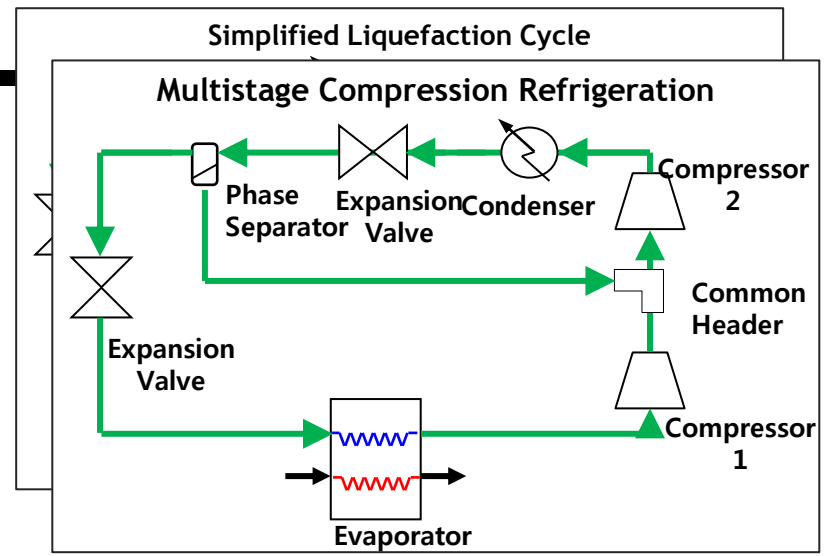 Simplified Liquefaction Cycle
Multistage Compression Refrigeration
Compressor
2
Phase
Separator
Expansion
Valve
Condenser
Common
Header
Expansion
Valve
Compressor
1
Evaporator